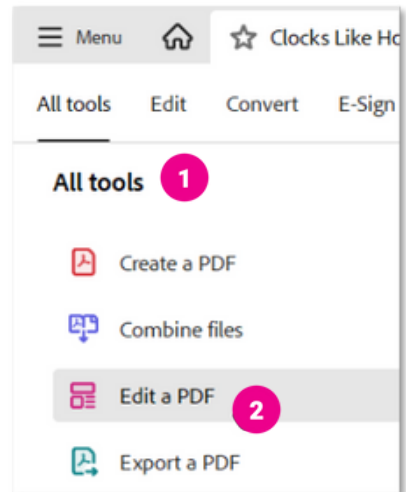 Menu Clocks Like Ho
All tools Edit Convert E-Sign
All tools 1
Create a PDF
Combine files
Edit a PDF 2
Export a PDF